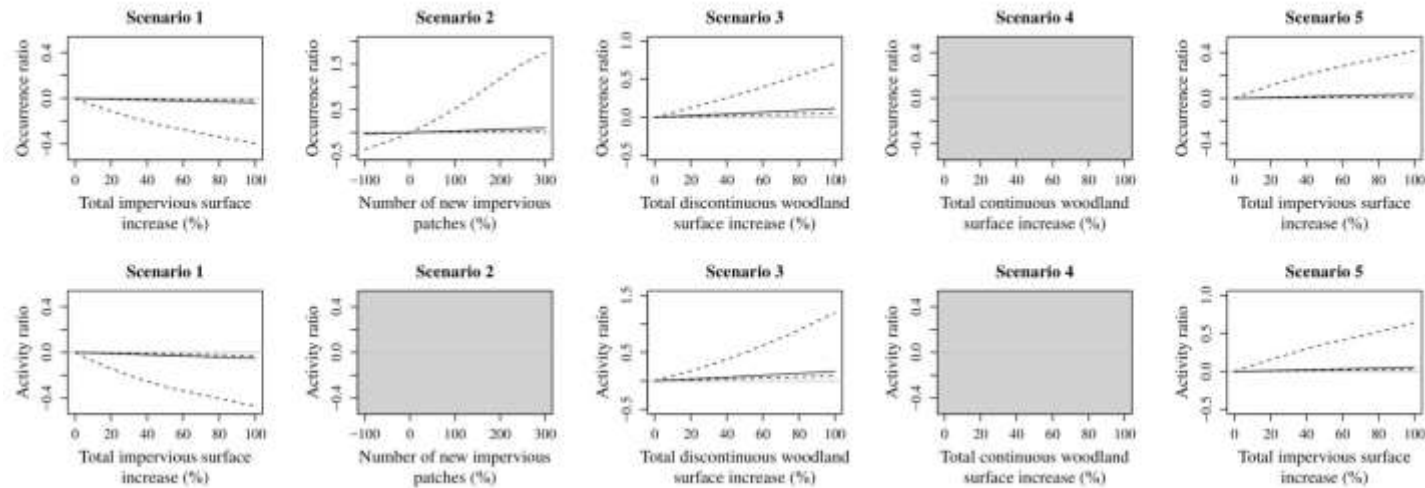 Scenario 1
Occurrence ratio
−0.4 0.0 0.4
0 20 40 60 80 100
Total impervious surface
increase (%)
Scenario 2
Occurrence ratio
−0.5 0.5 1.5
−100 0 100 200 300
Number of new impervious
patches (%)
Scenario 3
Occurrence ratio
−0.5 0.0 0.5 1.0
0 20 40 60 80 100
Total discontinuous woodland
surface increase (%)
Scenario 4
Occurrence ratio
−0.4 0.0 0.4
0 20 40 60 80 100
Total continuous woodland
surface increase (%)
Scenario 5
Occurrence ratio
−0.4 0.0 0.4
0 20 40 60 80 100
Total impervious surface
increase (%)
Scenario 1
Activity ratio
−0.4 0.0 0.4
0 20 40 60 80 100
Total impervious surface
increase (%)
Scenario 2
Activity ratio
−0.4 0.0 0.4
−100 0 100 200 300
Number of new impervious
patches (%)
Scenario 3
Activity ratio
−0.5 0.5 1.5
0 20 40 60 80 100
Total discontinuous woodland
surface increase (%)
Scenario 4
Activity ratio
−0.4 0.0 0.4
0 20 40 60 80 100
Total continuous woodland
surface increase (%)
Scenario 5
Activity ratio
−0.5 0.0 0.5 1.0
0 20 40 60 80 100
Total impervious surface
increase (%)